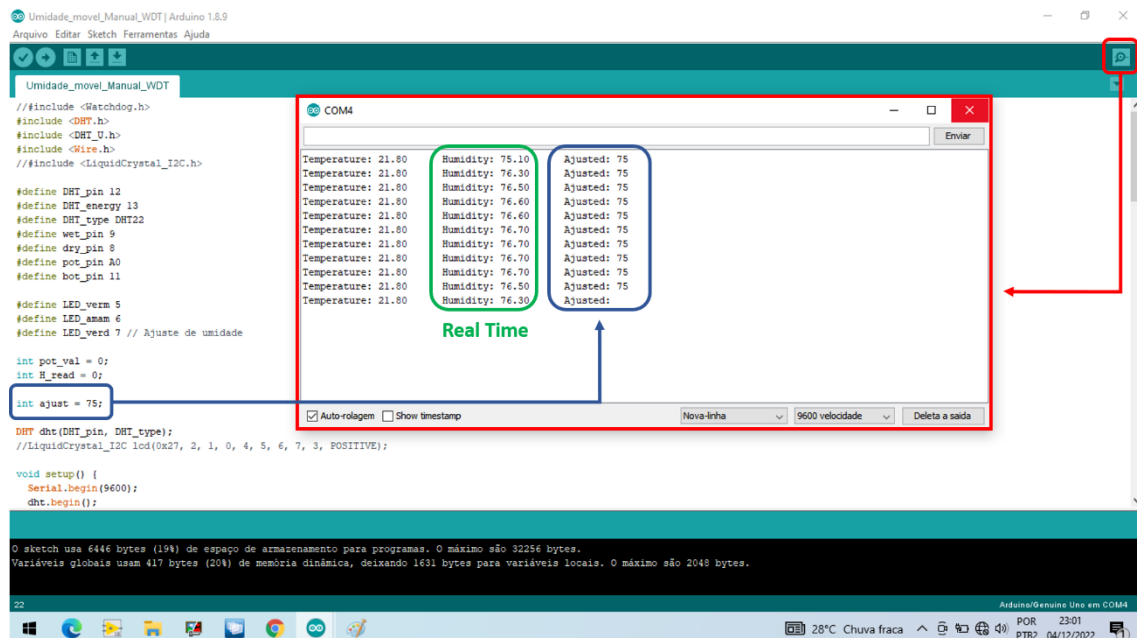 Umidade_movel_Manual_WDT | Arduino 1.8.9
Arquivo Editar Sketch Ferramentas Ajuda
Umidade_movel_Manual_WDT
//#include <Watchdog.h>
#include <DHT.h>
#include <DHT_U.h>
#include <Wire.h>
//#include <LiquidCrystal_I2C.h>
#define DHT_pin 12
#define DHT_energy 13
#define DHT_type DHT22
#define wet_pin 9
#define dry_pin 8
#define pot_pin A0
#define bot_pin 11
#define LED_verm 5
#define LED_amam 6
#define LED_verd 7 // Ajuste de umidade
int pot_val = 0;
int H_read = 0;
int ajust = 75;
DHT dht(DHT_pin, DHT_type);
//LiquidCrystal_I2C lcd(0x27, 2, 1, 0, 4, 5, 6, 7, 3, POSITIVE);
void setup() {
Serial.begin(9600);
dht.begin();
COM4
Enviar
Temperature: 21.80 Humidity: 75.10 Ajusted: 75
Temperature: 21.80 Humidity: 76.30 Ajusted: 75
Temperature: 21.80 Humidity: 76.50 Ajusted: 75
Temperature: 21.80 Humidity: 76.60 Ajusted: 75
Temperature: 21.80 Humidity: 76.60 Ajusted: 75
Temperature: 21.80 Humidity: 76.70 Ajusted: 75
Temperature: 21.80 Humidity: 76.70 Ajusted: 75
Temperature: 21.80 Humidity: 76.70 Ajusted: 75
Temperature: 21.80 Humidity: 76.70 Ajusted: 75
Temperature: 21.80 Humidity: 76.50 Ajusted: 75
Temperature: 21.80 Humidity: 76.30 Ajusted:
Real Time
Auto-rolagem Show timestamp Nova-linha 9600 velocidade Deleta a saida
O sketch usa 6446 bytes (19%) de espaço de armazenamento para programas. O máximo são 32256 bytes.
Variáveis globais usam 417 bytes (20%) de memória dinâmica, deixando 1631 bytes para variáveis locais. O máximo são 2048 bytes.
22 Arduino/Genuino Uno em COM4
28°C Chuva fraca
POR
PTB2
23:01
04/12/2022